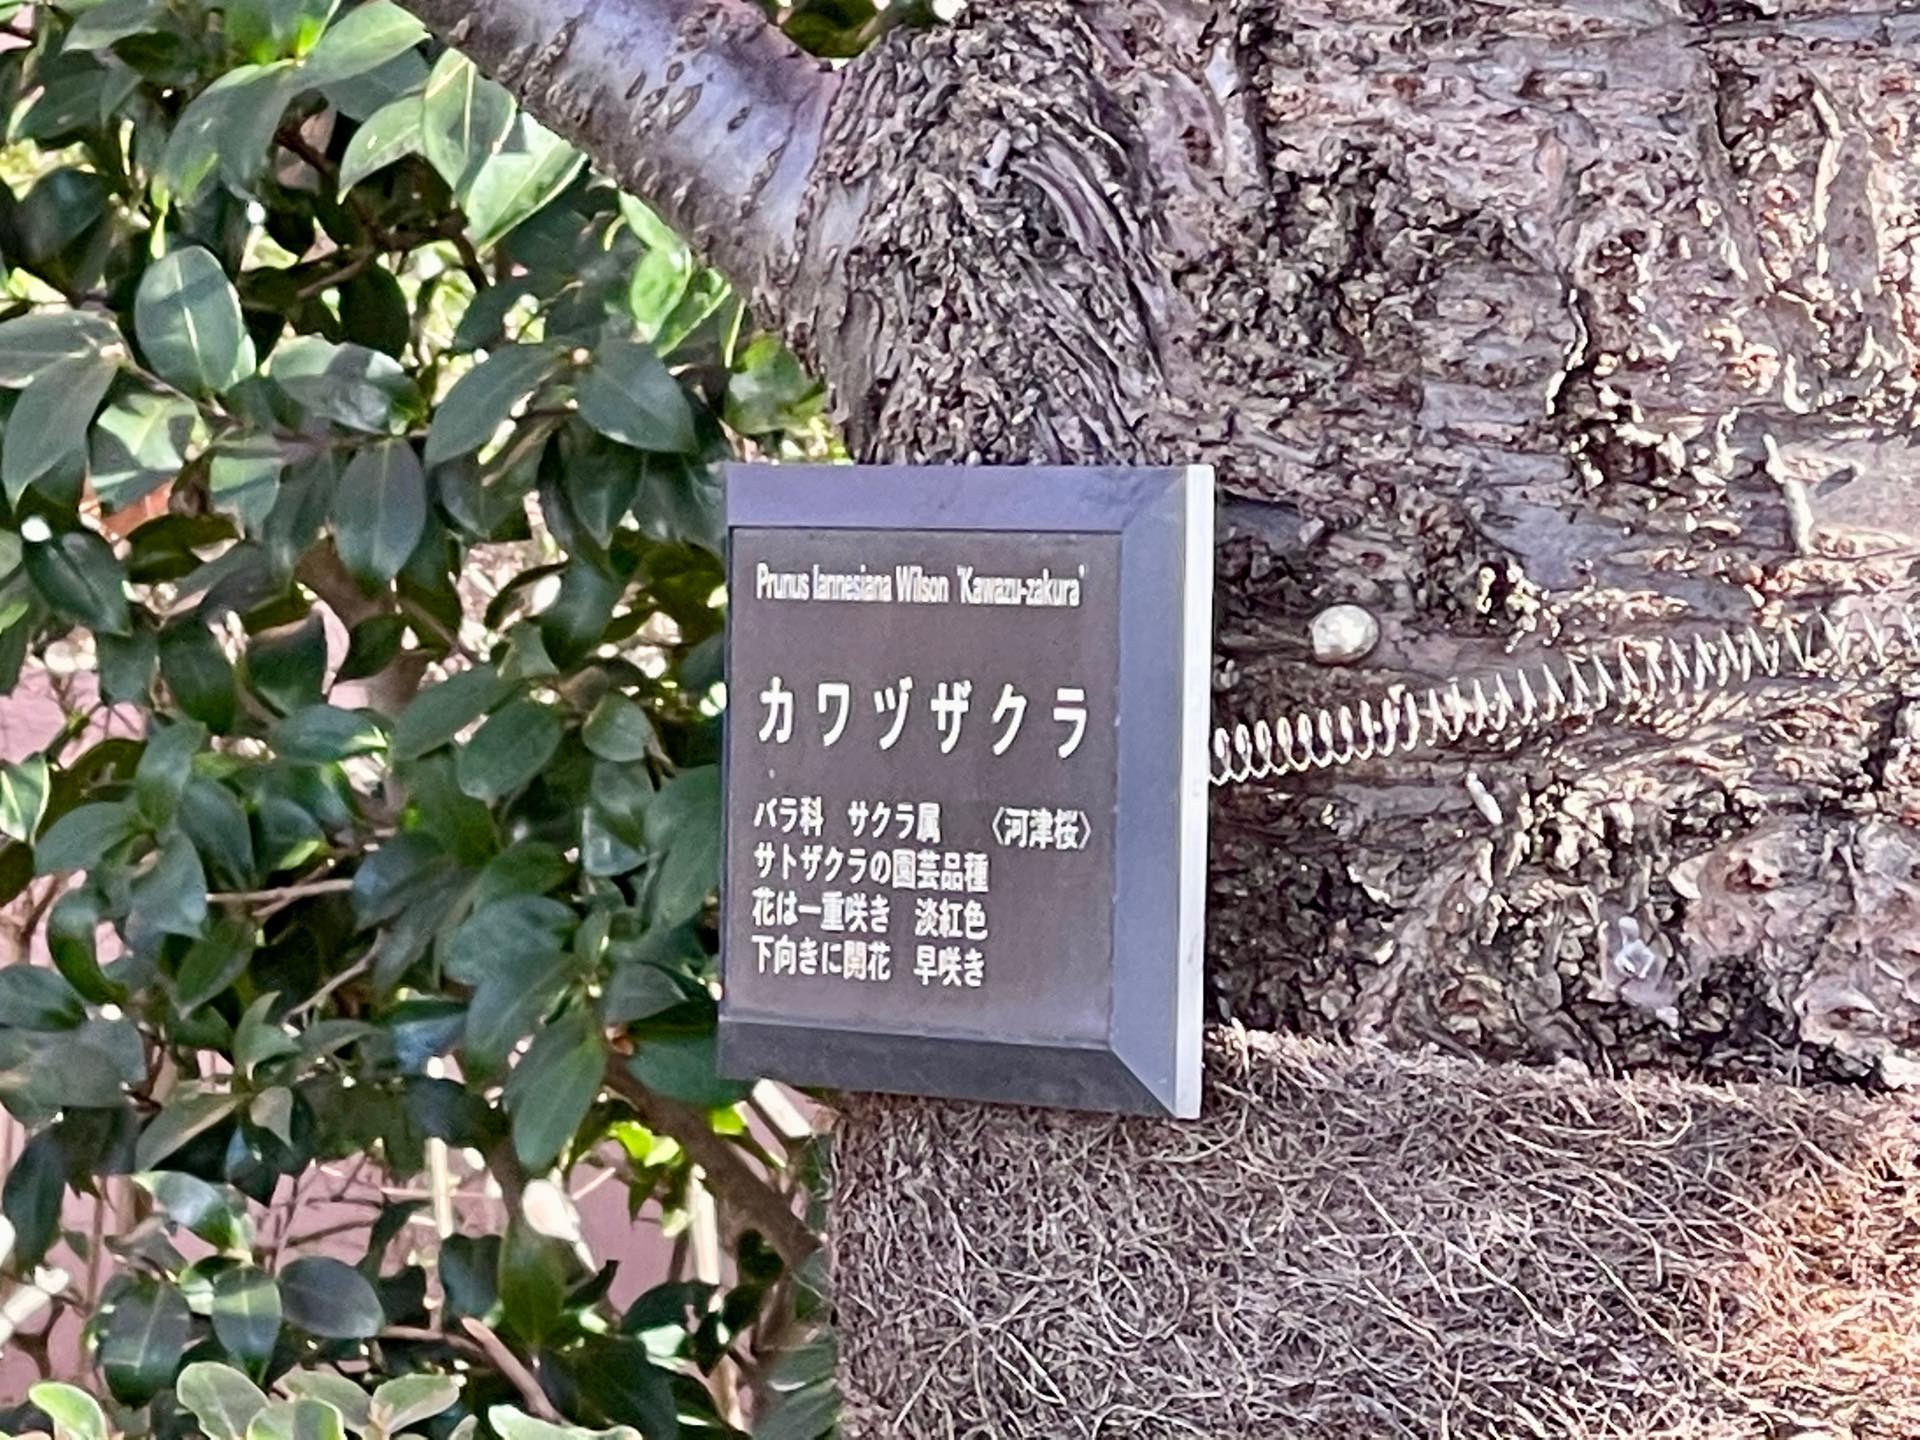 Prunus lannesiana Wilson ‘Kawazu-zakura’
カワヅザクラ
バラ科　サクラ属　〈河津桜〉
サトザクラの園芸品種
花は一重咲き　淡紅色
下向きに開花　早咲き